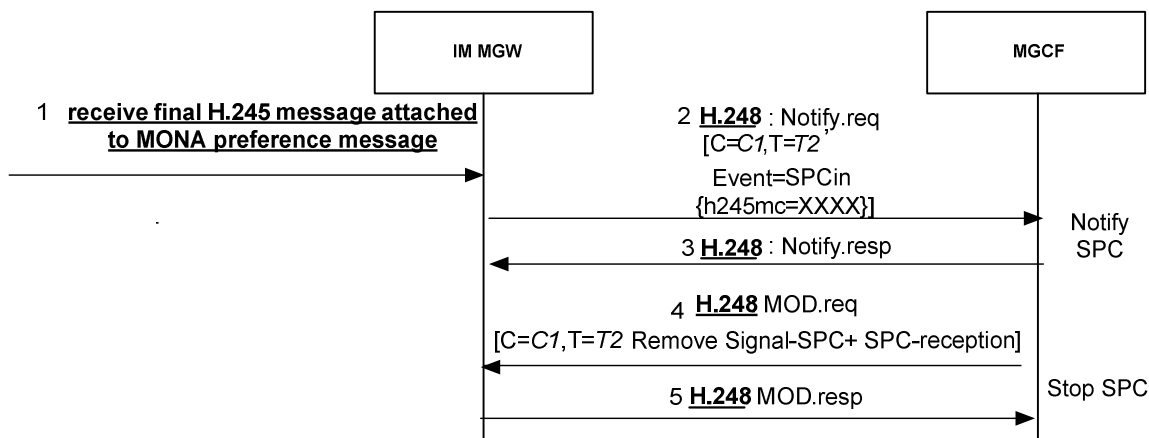 IM MGW
MGCF
1 receive final H.245 message attached
to MONA preference message
2 H.248 : Notify.req
[C=C1,T=T2,
Event=SPCin
{h245mc=XXXX}]
Notify
SPC
3 H.248 : Notify.resp
4 H.248 MOD.req
[C=C1,T=T2 Remove Signal-SPC+ SPC-reception]
Stop SPC
5 H.248 MOD.resp